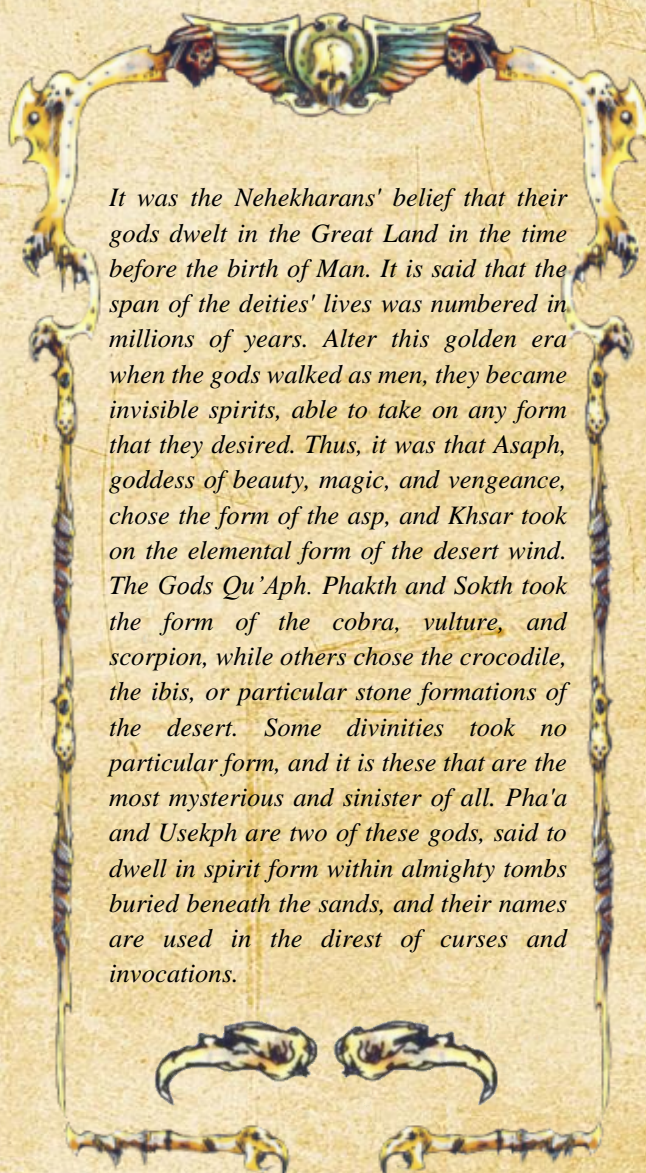 It was the Nehekharans' belief that their
gods dwelt in the Great Land in the time
before the birth of Man. It is said that the
span of the deities' lives was numbered in
millions of years. Alter this golden era
when the gods walked as men, they became
invisible spirits, able to take on any form
that they desired. Thus, it was that Asaph,
goddess of beauty, magic, and vengeance,
chose the form of the asp, and Khsar took
on the elemental form of the desert wind.
The Gods Qu’Aph. Phakth and Sokth took
the form of the cobra, vulture, and
scorpion, while others chose the crocodile,
the ibis, or particular stone formations of
the desert. Some divinities took no
particular form, and it is these that are the
most mysterious and sinister of all. Pha'a
and Usekph are two of these gods, said to
dwell in spirit form within almighty tombs
buried beneath the sands, and their names
are used in the direst of curses and
invocations.